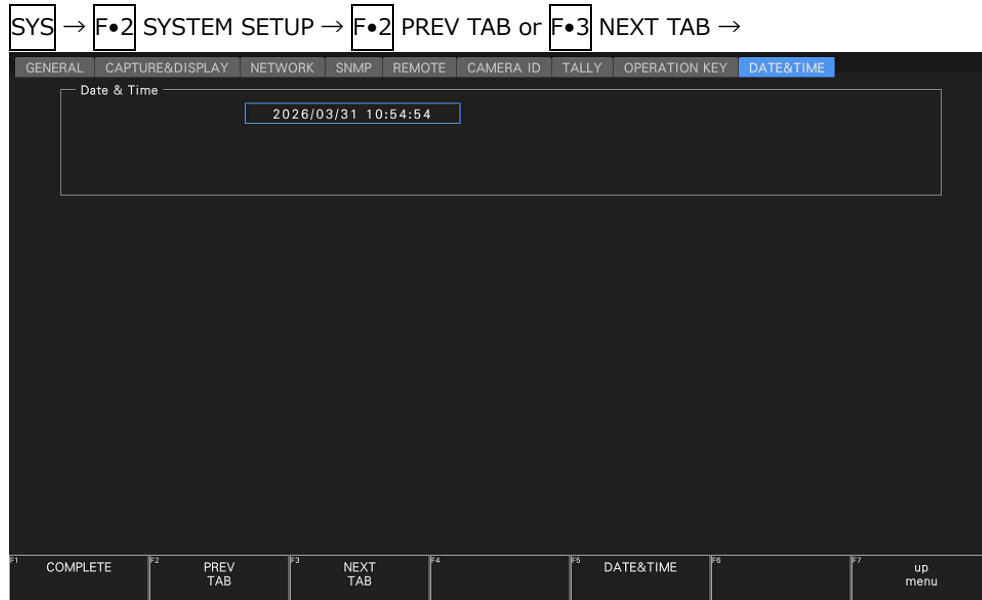 SYS → F•2 SYSTEM SETUP → F•2 PREV TAB or F•3 NEXT TAB →
GENERAL CAPTURE&DISPLAY NETWORK SNMP REMOTE CAMERA ID TALLY OPERATION KEY DATE&TIME
Date & Time
2026/03/31 10:54:54
F1 COMPLETE
F2 PREV
TAB
F3 NEXT
TAB
F4
F5 DATE&TIME
F6
F7 up
menu